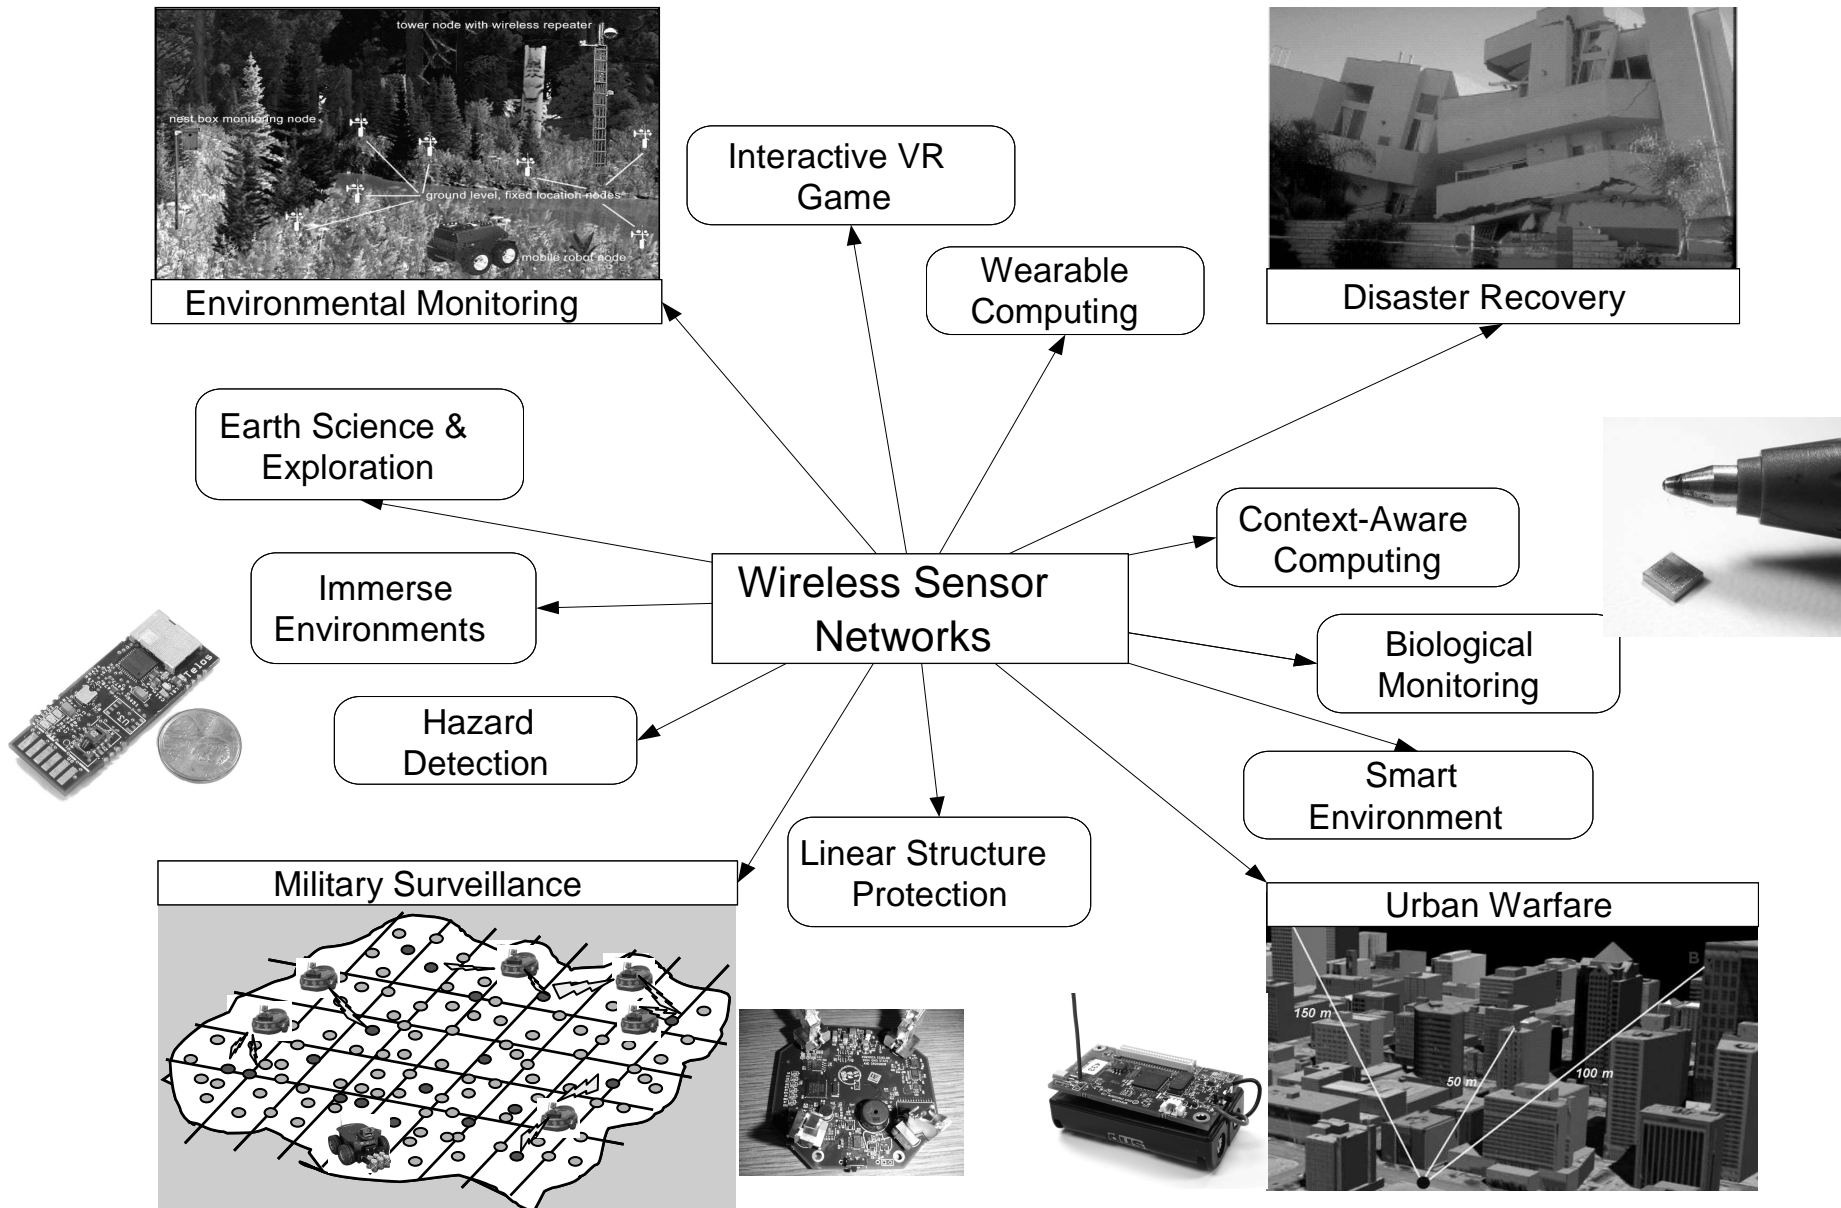 tower node with wireless repeater
nest box monitoring node
ground level, fixed location nodes
mobile robot node
Environmental Monitoring
Interactive VR
Game
Wearable
Computing
Disaster Recovery
Earth Science &
Exploration
Context-Aware
Computing
Immerse
Environments
Wireless Sensor
Networks
Biological
Monitoring
Telos
Hazard
Detection
Smart
Environment
Linear Structure
Protection
Military Surveillance
Urban Warfare
B
150 m
50 m
100 m